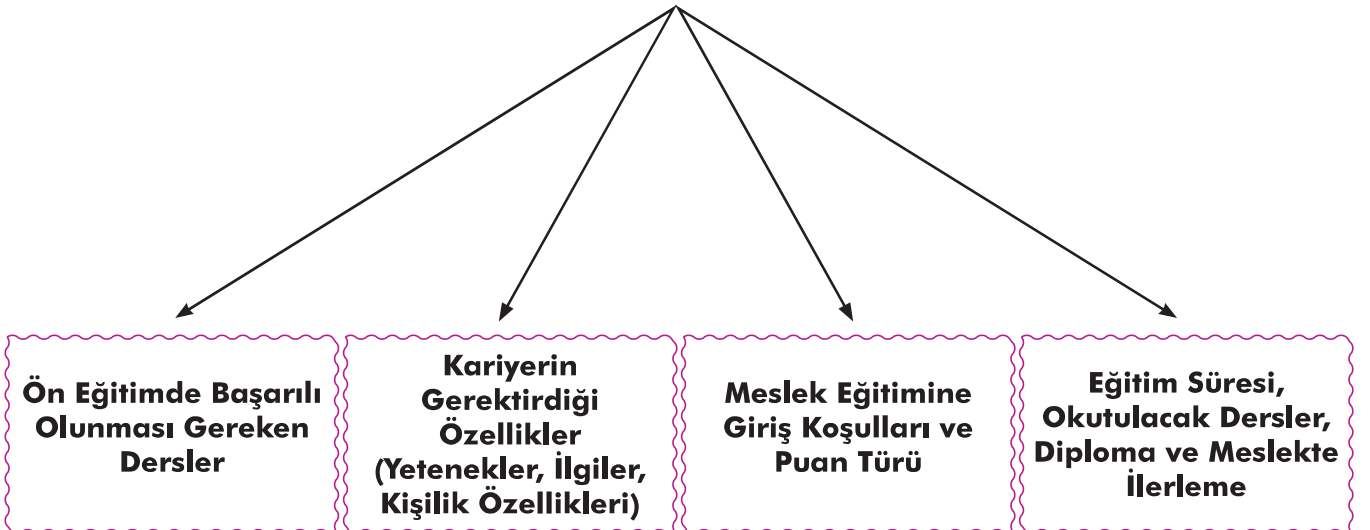 Ön Eğitimde Başarılı
Olunması Gereken
Dersler
Kariyerin
Gerektirdiği
Özellikler
(Yetenekler, İlgiler,
Kişilik Özellikleri)
Meslek Eğitimine
Giriş Koşulları ve
Puan Türü
Eğitim Süresi,
Okutulacak Dersler,
Diploma ve Meslekte
İlerleme